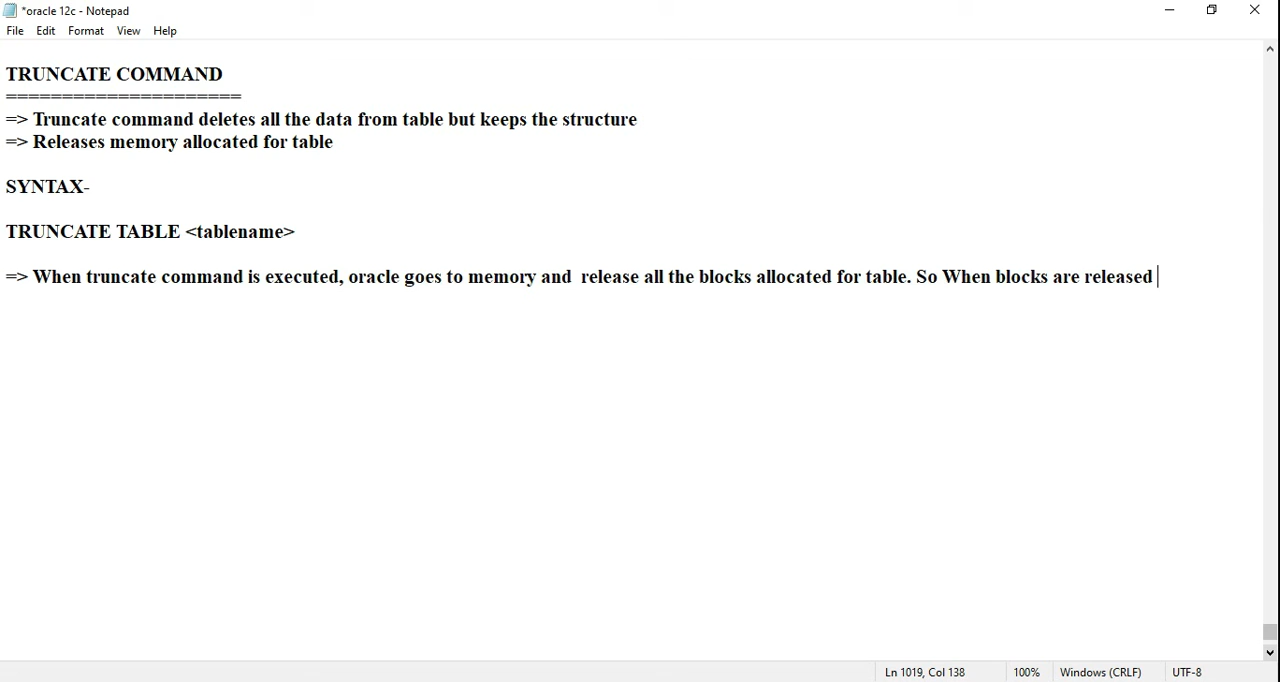 *oracle 12c - Notepad
File Edit Format View Help
TRUNCATE COMMAND
=====================
=> Truncate command deletes all the data from table but keeps the structure
=> Releases memory allocated for table
SYNTAX-
TRUNCATE TABLE <tablename>
=> When truncate command is executed, oracle goes to memory and  release all the blocks allocated for table. So When blocks are released
Ln 1019, Col 138 100% Windows (CRLF) UTF-8